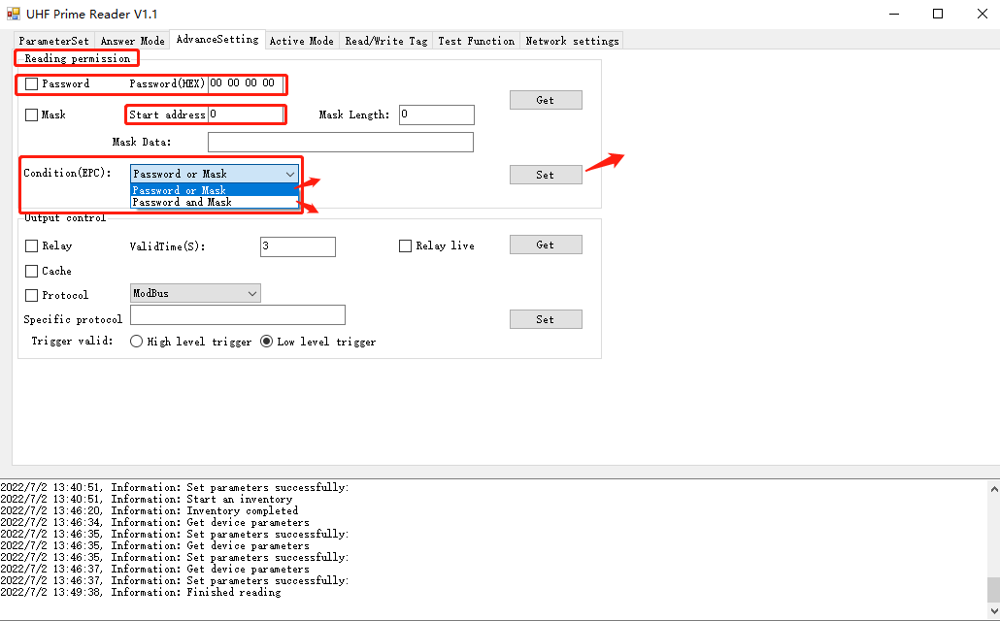 UHF Prime Reader V1.1
ParameterSet Answer Mode AdvanceSetting Active Mode Read/Write Tag Test Function Network settings
Reading permission
Password Password(HEX) 00 00 00 00
Get
Mask Start address 0 Mask Length: 0
Mask Data:
Condition(EPC): Password or Mask Set
Password or Mask
Password and Mask
Output control
Relay ValidTime(S): 3 Relay live Get
Cache
Protocol ModBus
Specific protocol Set
Trigger valid: High level trigger Low level trigger
2022/7/2 13:40:51, Information: Set parameters successfully:
2022/7/2 13:40:51, Information: Start an inventory
2022/7/2 13:46:20, Information: Inventory completed
2022/7/2 13:46:34, Information: Get device parameters
2022/7/2 13:46:35, Information: Set parameters successfully:
2022/7/2 13:46:35, Information: Get device parameters
2022/7/2 13:46:35, Information: Set parameters successfully:
2022/7/2 13:46:37, Information: Get device parameters
2022/7/2 13:46:37, Information: Set parameters successfully:
2022/7/2 13:49:38, Information: Finished reading